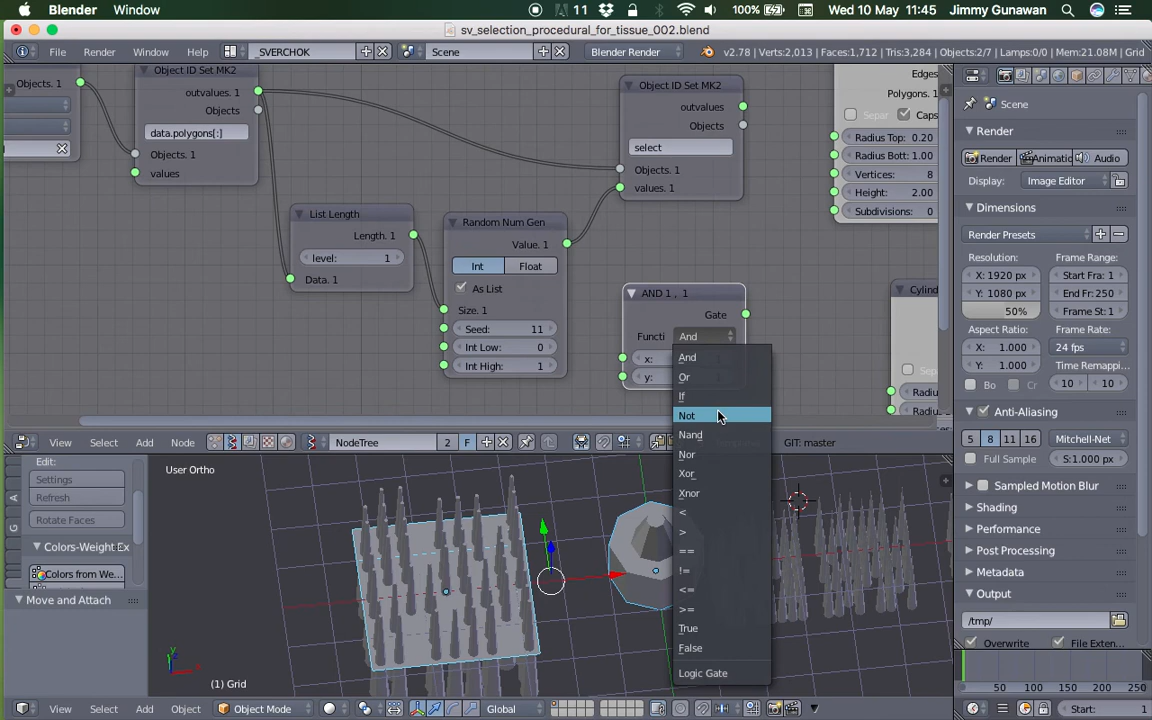 Blender Window 11 100% Wed 10 May 11:45 Jimmy Gunawan
sv_selection_procedural_for_tissue_002.blend
File Render Window Help _SVERCHOK Scene Blender Render v2.78 | Verts:2,013 | Faces:1,712 | Tris:3,284 | Objects:2/7 | Lamps:0/0 | Mem:21.08M | Grid
Objects. 1
Object ID Set MK2
outvalues. 1
Objects
data.polygons[:]
Objects. 1
values
List Length
Length. 1
level: 1
Data. 1
Random Num Gen
Value. 1
Int Float
As List
Size. 1
Seed: 11
Int Low: 0
Int High: 1
Object ID Set MK2
outvalues
Objects
select
Objects. 1
values. 1
AND 1 , 1
Gate
Functi And
x:
y:
And
Or
If
Not
Nand
Nor
Xor
Xnor
<
>
==
!=
<=
>=
True
False
Logic Gate
Edges
Polygons. 1
Separ Caps
Radius Top: 0.20
Radius Bott: 1.00
Vertices: 8
Height: 2.00
Subdivisions: 0
Cylind
Radiu
Radiu
View Select Add Node NodeTree 2 F GIT: master
Edit:
Settings
Refresh
Rotate Faces
Colors-Weight Ex
Colors from We...
Move and Attach
User Ortho
(1) Grid
View Select Add Object Object Mode Global
Scene
Render
Render Animatic Audio
Display: Image Editor
Dimensions
Render Presets
Resolution: Frame Range:
X: 1920 px Start Fra: 1
Y: 1080 px End Fr: 250
50% Frame St: 1
Aspect Ratio: Frame Rate:
X: 1.000 24 fps
Y: 1.000 Time Remappi...
Bo Cr 10 10
Anti-Aliasing
5 8 11 16 Mitchell-Net
Full Sample S:1.000 px
Sampled Motion Blur
Shading
Performance
Post Processing
Metadata
Output
/tmp/
Overwrite File Exten...
50 100 150 200 250
Start: 1